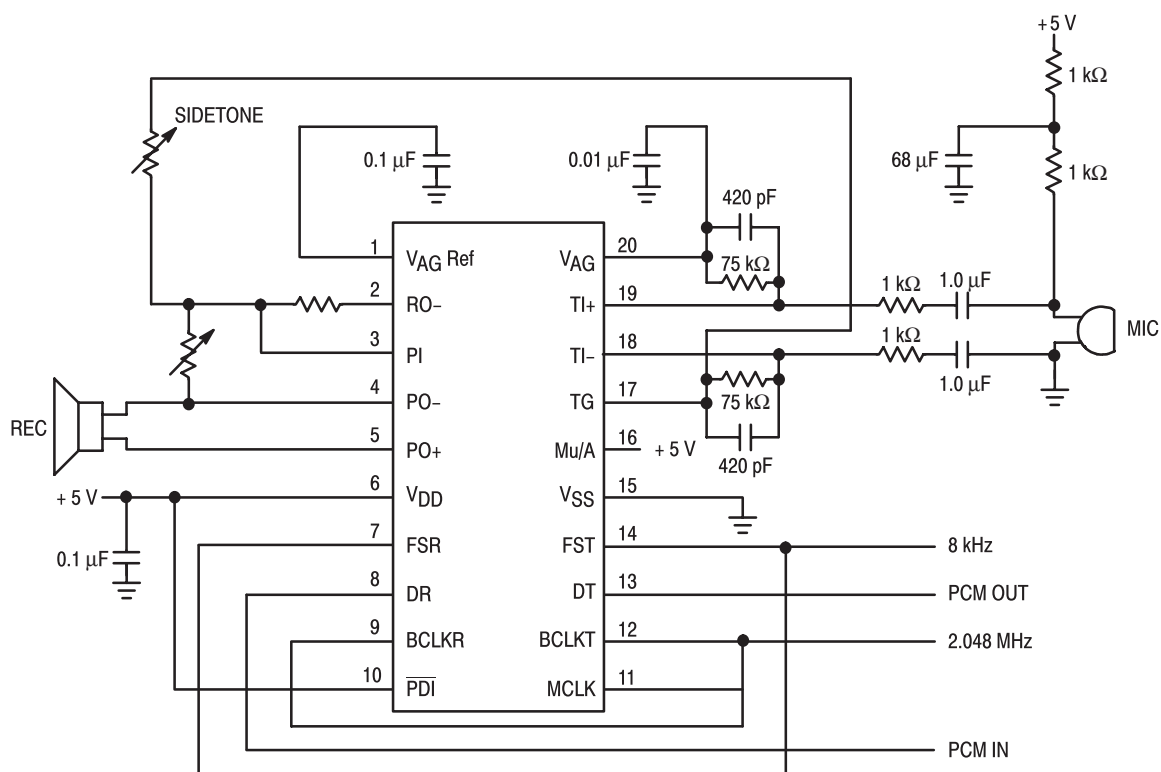 + 5 V
1 kΩ
SIDETONE
0.1 µF
0.01 µF
68 µF
1 kΩ
420 pF
1
VAG Ref
VAG
20
75 kΩ
1 kΩ
1.0 µF
2
RO–
TI+
19
MIC
1 kΩ
3
PI
TI–
18
1.0 µF
4
PO–
TG
17
75 kΩ
REC
5
PO+
Mu/A
16
+ 5 V
420 pF
+ 5 V
6
VDD
VSS
15
0.1 µF
7
FSR
FST
14
8 kHz
8
DR
DT
13
PCM OUT
9
BCLKR
BCLKT
12
2.048 MHz
10
PDI
MCLK
11
PCM IN